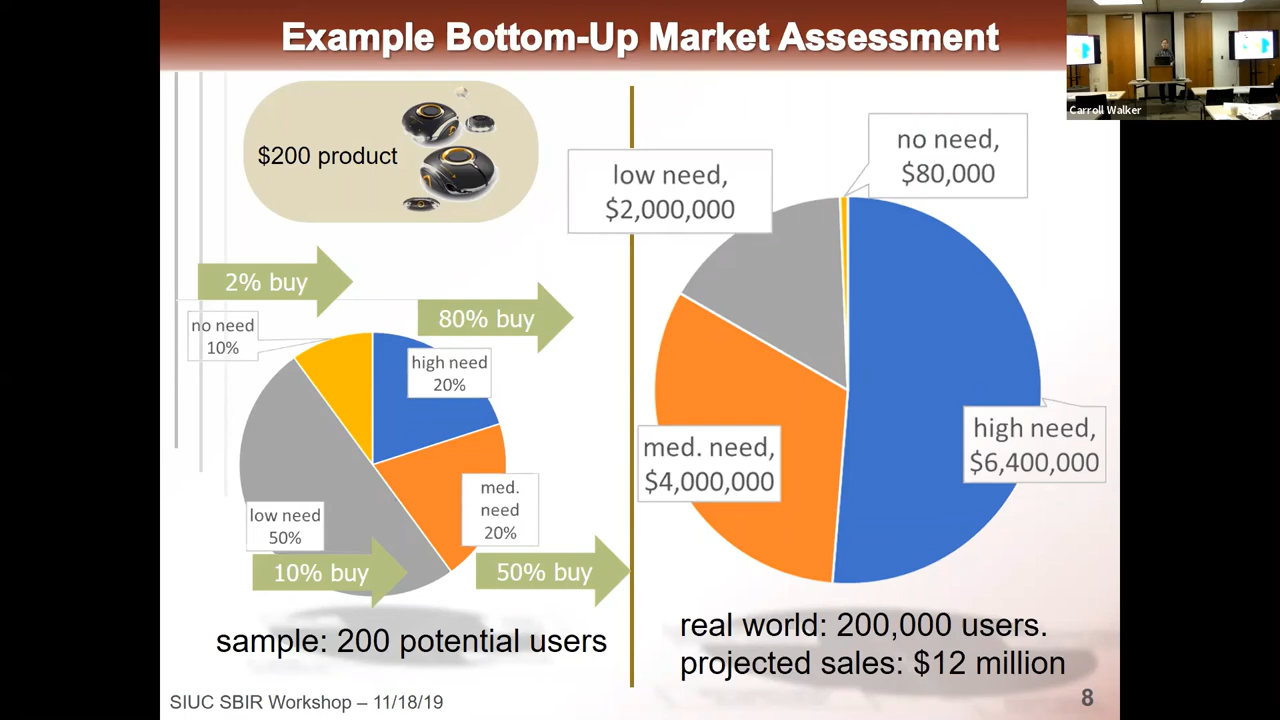 Example Bottom-Up Market Assessment
Carroll Walker
$200 product
2% buy
80% buy
no need
10%
high need
20%
med.
need
20%
low need
50%
10% buy
50% buy
sample: 200 potential users
no need,
$80,000
low need,
$2,000,000
med. need,
$4,000,000
high need,
$6,400,000
real world: 200,000 users.
projected sales: $12 million
SIUC SBIR Workshop – 11/18/19
8